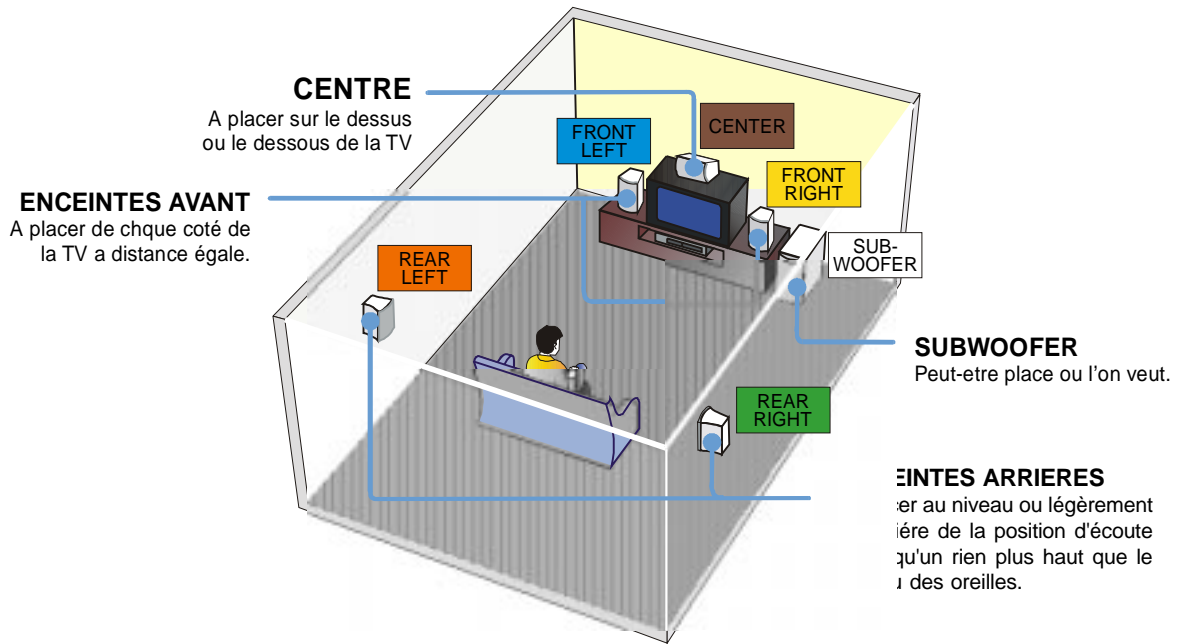 CENTRE
A placer sur le dessus
ou le dessous de la TV
FRONT
LEFT
CENTER
FRONT
RIGHT
ENCEINTES AVANT
A placer de chque coté de
la TV a distance égale.
REAR
LEFT
SUB-
WOOFER
SUBWOOFER
Peut-etre place ou l'on veut.
REAR
RIGHT
EINTES ARRIERES
cer au niveau ou légèrement
iére de la position d'écoute
qu'un rien plus haut que le
u des oreilles.